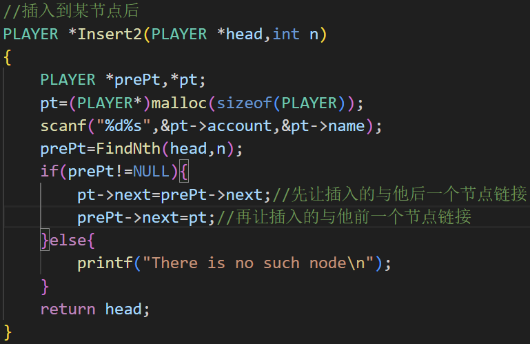 //插入到某节点后
PLAYER *Insert2(PLAYER *head,int n)
{
    PLAYER *prePt,*pt;
    pt=(PLAYER*)malloc(sizeof(PLAYER));
    scanf("%d%s",&pt->account,&pt->name);
    prePt=FindNth(head,n);
    if(prePt!=NULL){
        pt->next=prePt->next;//先让插入的与他后一个节点链接
        prePt->next=pt;//再让插入的与他前一个节点链接
    }else{
        printf("There is no such node\n");
    }
    return head;
}